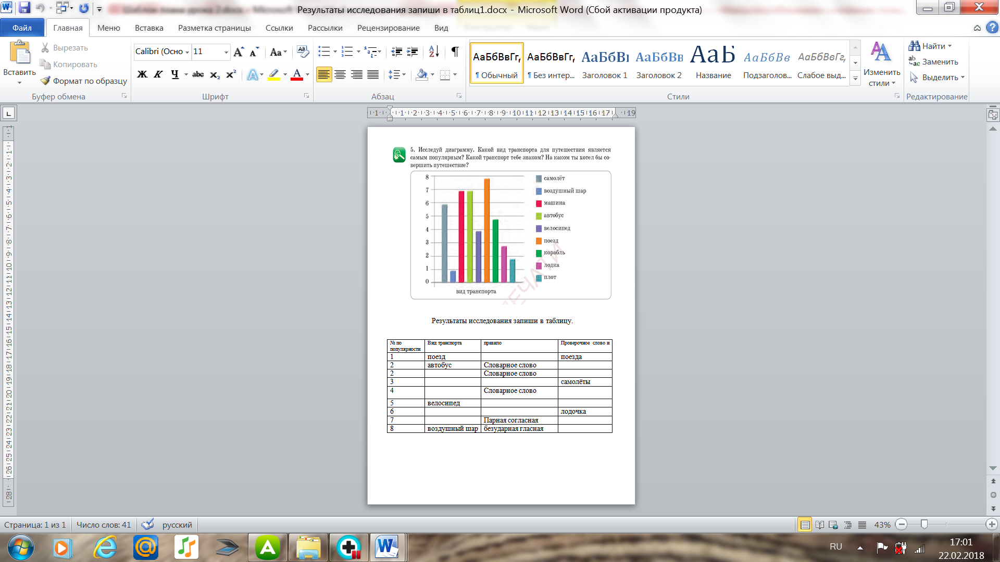 Результаты исследования запиши в таблиц1.docx - Microsoft Word (Сбой активации продукта)
Файл Главная Меню Вставка Разметка страницы Ссылки Рассылки Рецензирование Вид
Вставить
Вырезать
Копировать
Формат по образцу
Буфер обмена
Calibri (Осно 11
Ж К Ч abc x₂ x²
Шрифт
Абзац
АаБбВвГг, АаБбВвГг, АаБбВı АаБбВв АаБ АаБбВв АаБбВвГг,
¶ Обычный ¶ Без интер... Заголовок 1 Заголовок 2 Название Подзаголов... Слабое выд...
Стили
Изменить
стили
Найти
Заменить
Выделить
Редактирование
1 1 2 3 4 5 6 7 8 9 10 11 12 13 14 15 16 17 19
5. Исследуй диаграмму. Какой вид транспорта для путешествия является
самым популярным? Какой транспорт тебе знаком? На каком ты хотел бы со-
вершить путешествие?
8
7
6
5
4
3
2
1
0
вид транспорта
самолёт
воздушный шар
машина
автобус
велосипед
поезд
корабль
лодка
плот
ПЕЧАТИ
Результаты исследования запиши в таблицу.
№ по Вид транспорта правило Проверочное слово и
популярности
1 поезд поезда
2 автобус Словарное слово
2 Словарное слово
3 самолёты
4 Словарное слово
5 велосипед
6 лодочка
7 Парная согласная
8 воздушный шар безударная гласная
Страница: 1 из 1 Число слов: 41 русский 43%
RU 17:01
22.02.2018